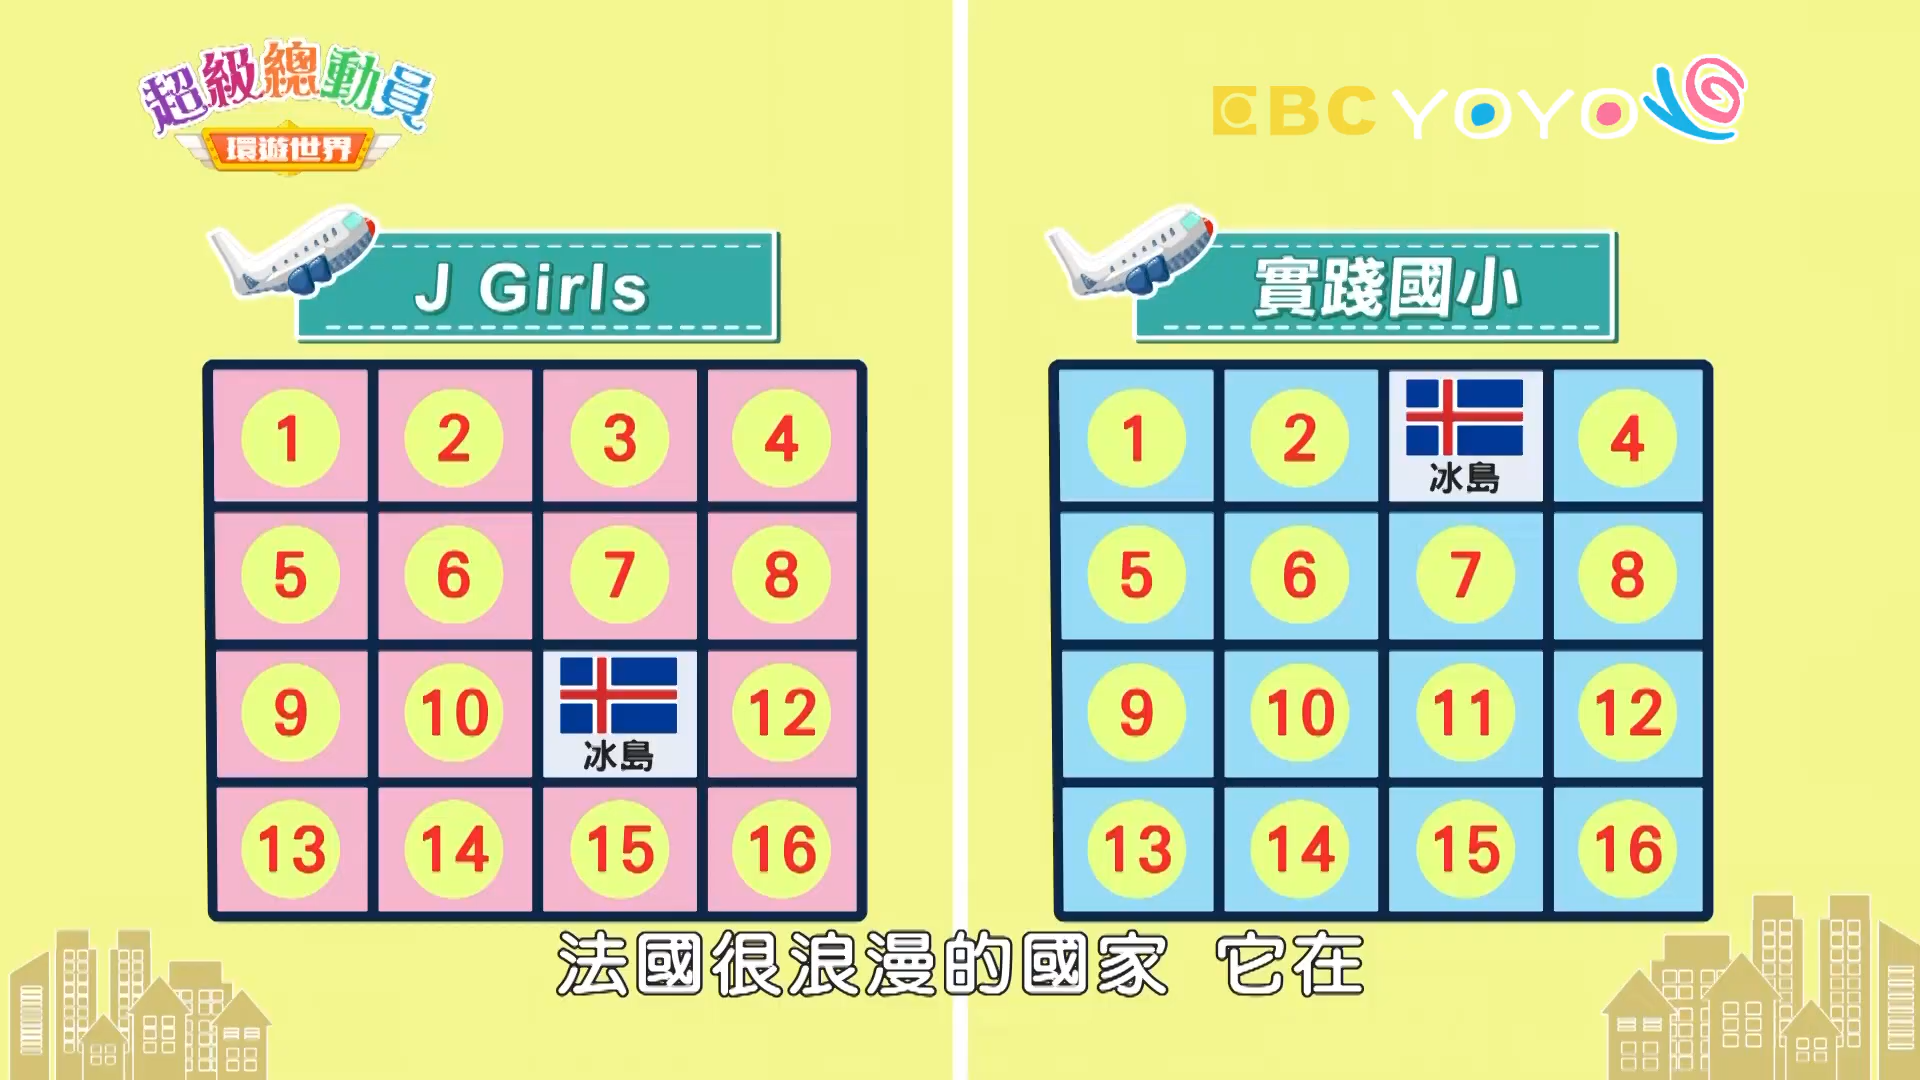 超級總動員
環遊世界
EBC YOYO
J Girls
1 2 3 4
5 6 7 8
9 10 冰島 12
13 14 15 16
實踐國小
1 2 冰島 4
5 6 7 8
9 10 11 12
13 14 15 16
法國很浪漫的國家 它在